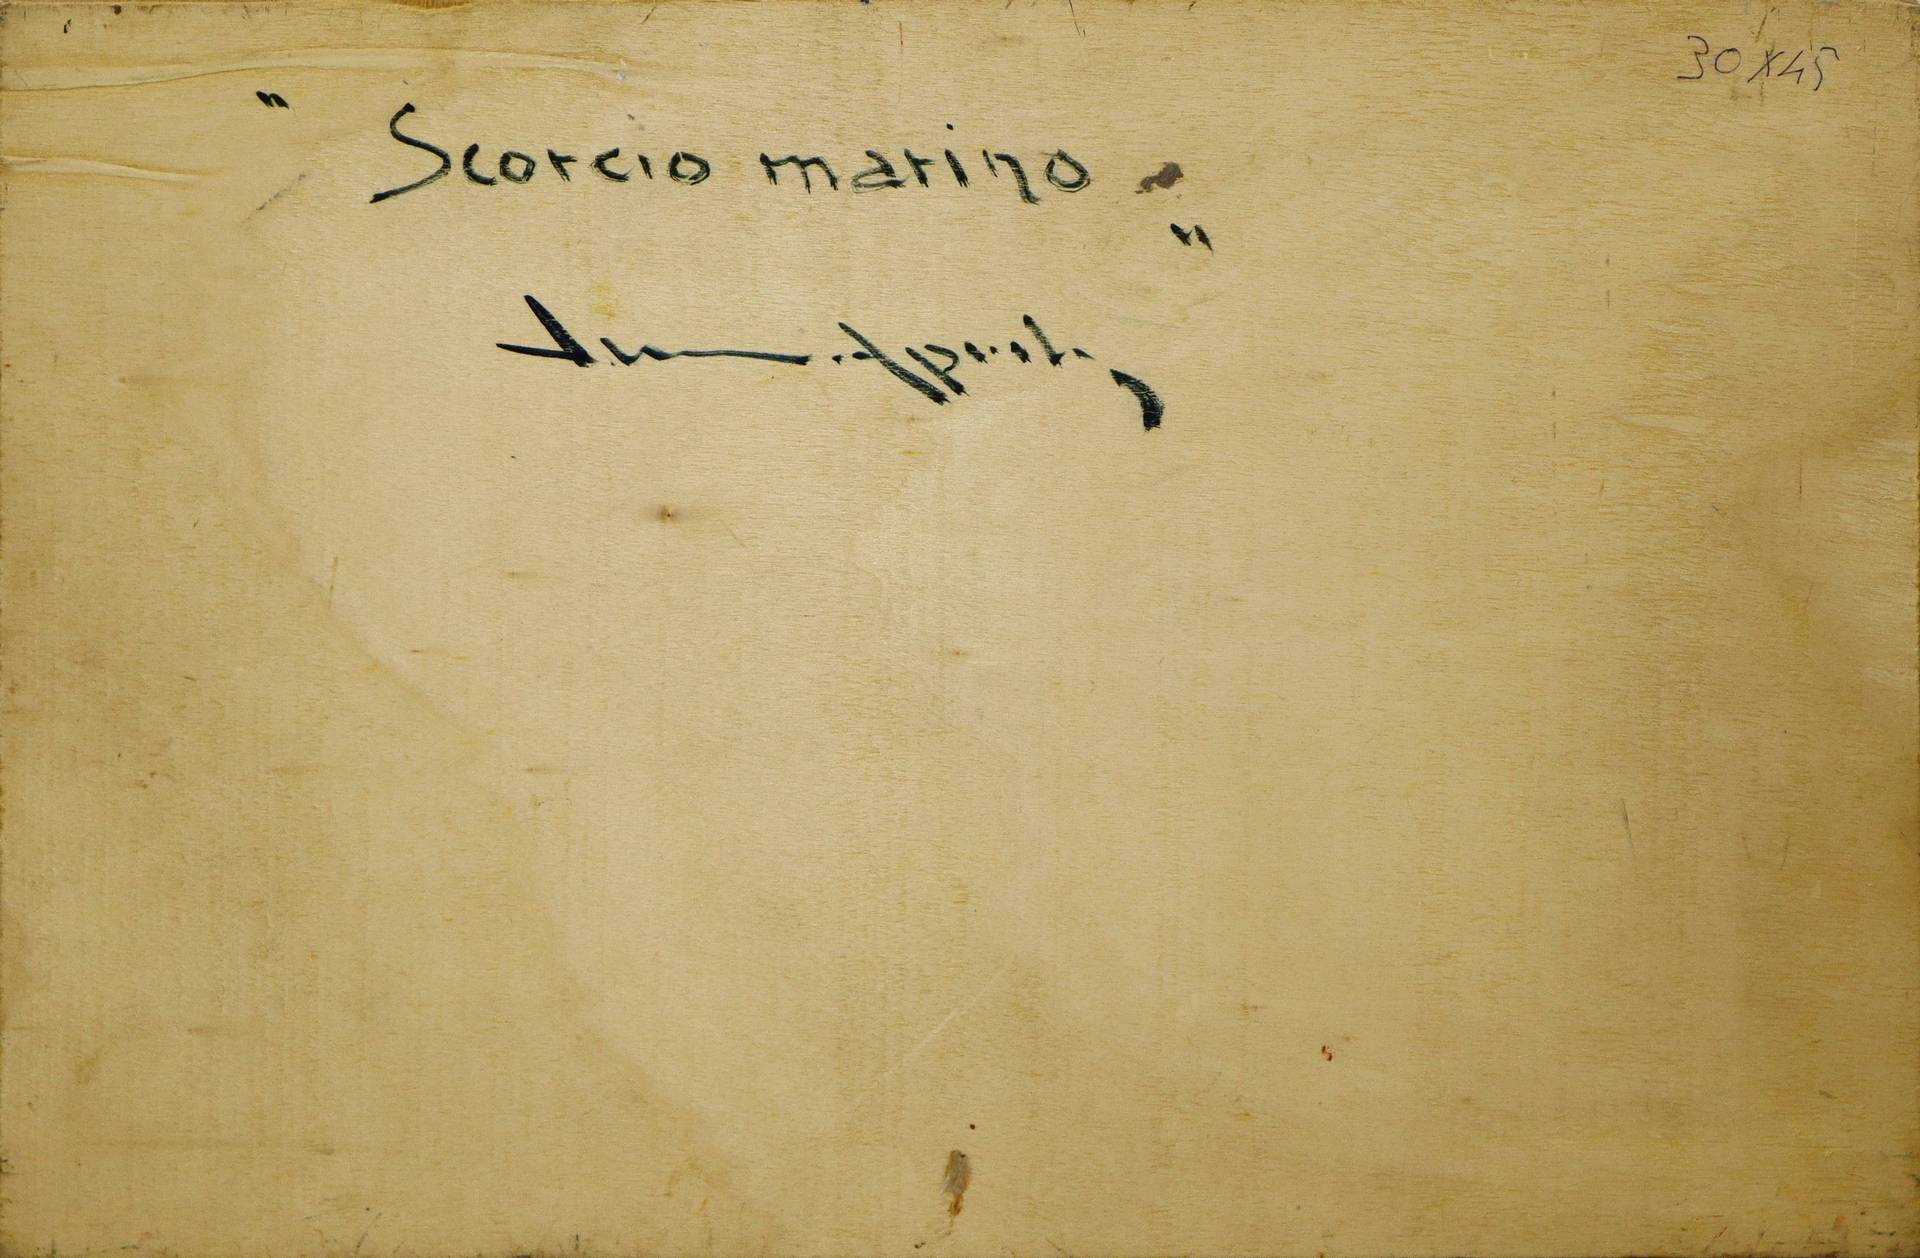 30x45
" Scorcio marino "